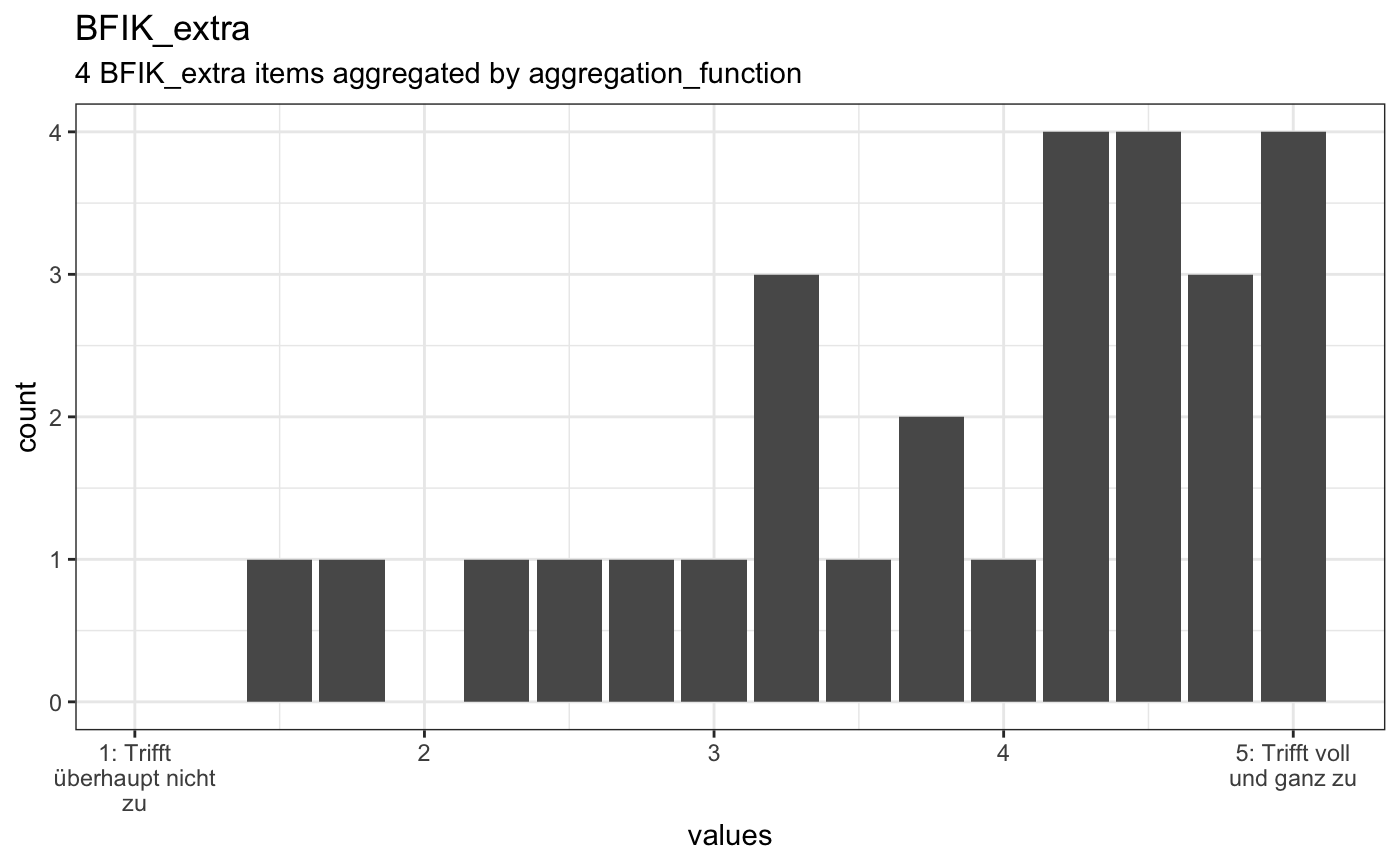 BFIK_extra
4 BFIK_extra items aggregated by aggregation_function
count
4
3
2
1
0
1: Trifft
überhaupt nicht
zu
2
3
4
5: Trifft voll
und ganz zu
values